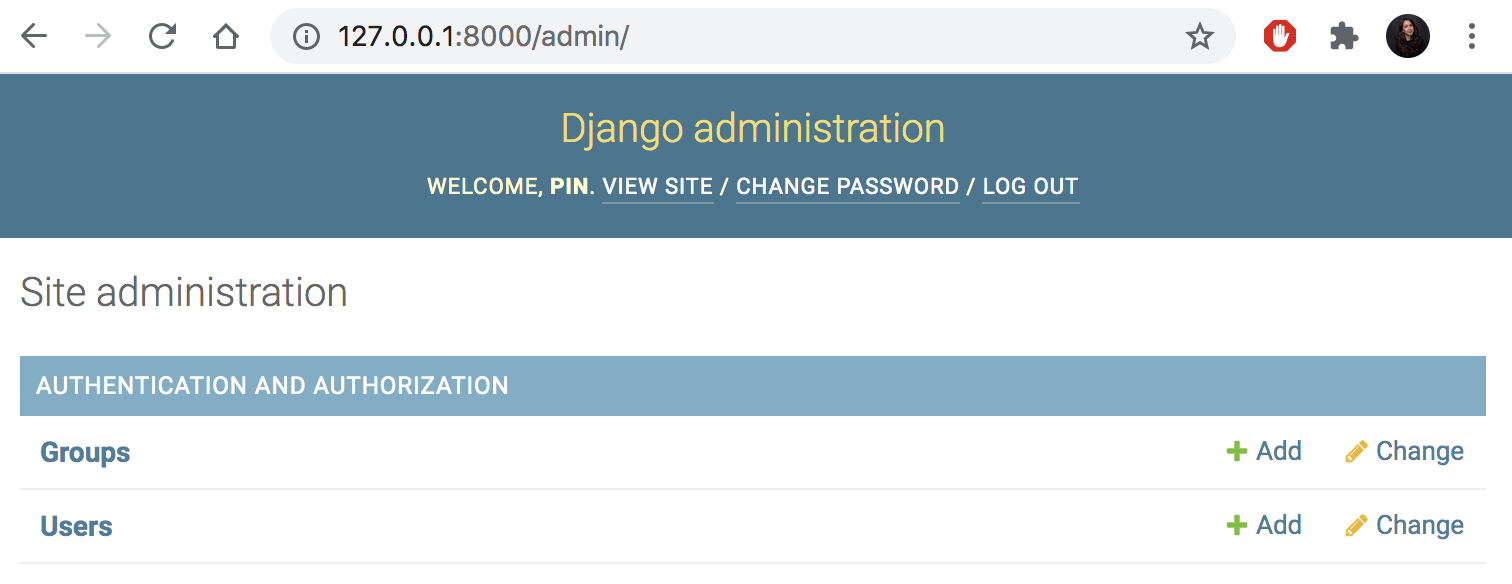 127.0.0.1:8000/admin/
Django administration
WELCOME, PIN. VIEW SITE / CHANGE PASSWORD / LOG OUT
Site administration
AUTHENTICATION AND AUTHORIZATION
Groups Add Change
Users Add Change